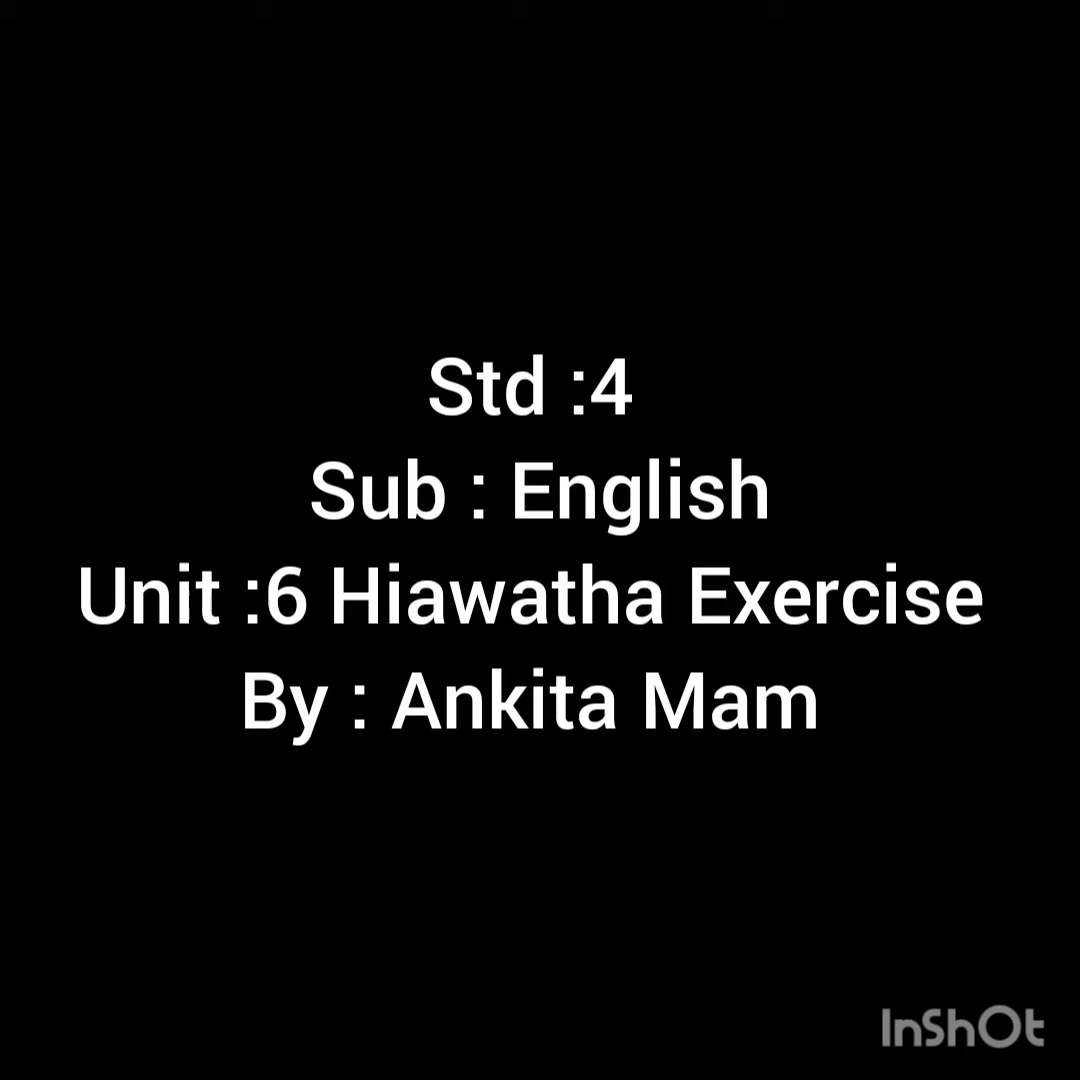 Std :4
Sub : English
Unit :6 Hiawatha Exercise
By : Ankita Mam
InShOt